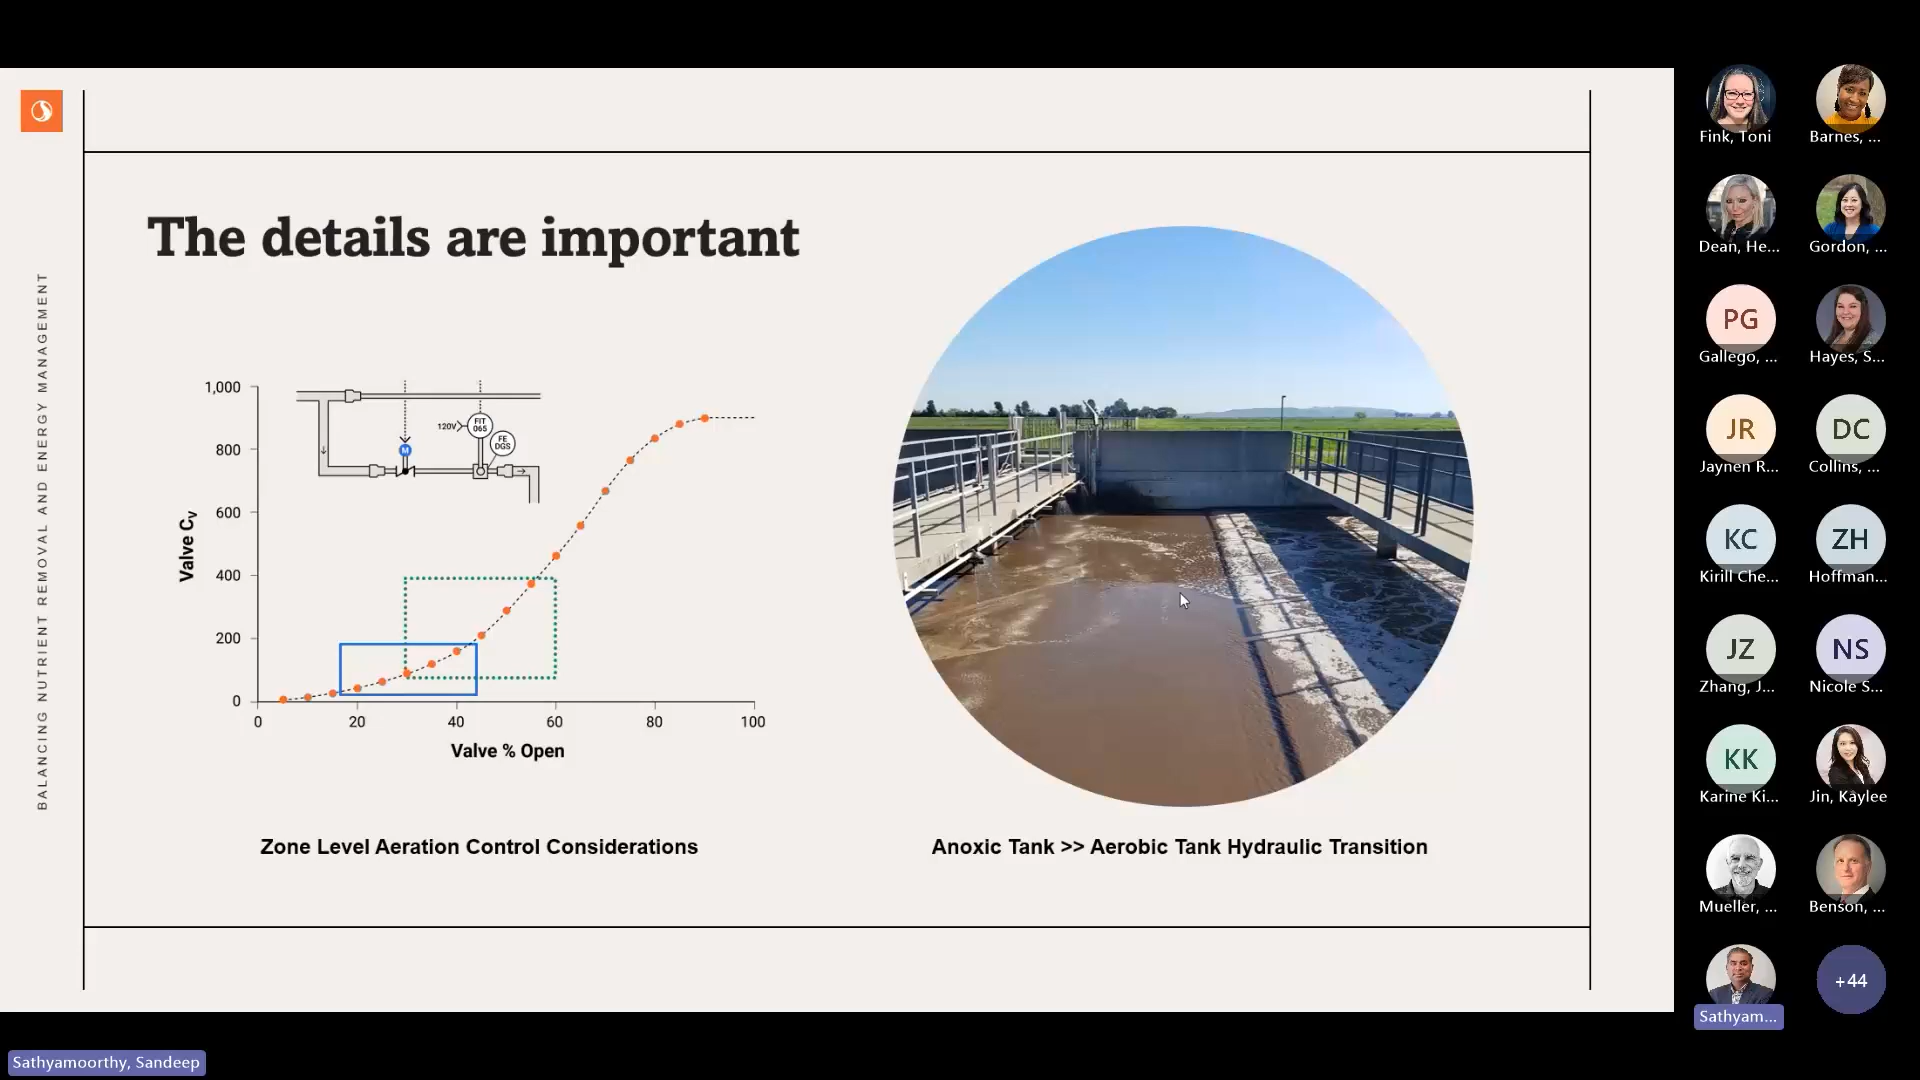 BALANCING NUTRIENT REMOVAL AND ENERGY MANAGEMENT
The details are important
1,000
800
600
400
200
0
Valve Cv
0
20
40
60
80
100
Valve % Open
120V
FIT
065
FE
DGS
M
Zone Level Aeration Control Considerations
Anoxic Tank >> Aerobic Tank Hydraulic Transition
Fink, Toni
Barnes, ...
Dean, He...
Gordon, ...
PG
Gallego, ...
Hayes, S...
JR
Jaynen R...
DC
Collins, ...
KC
Kirill Che...
ZH
Hoffman...
JZ
Zhang, J...
NS
Nicole S...
KK
Karine Ki...
Jin, Kaylee
Mueller, ...
Benson, ...
Sathyam...
+44
Sathyamoorthy, Sandeep